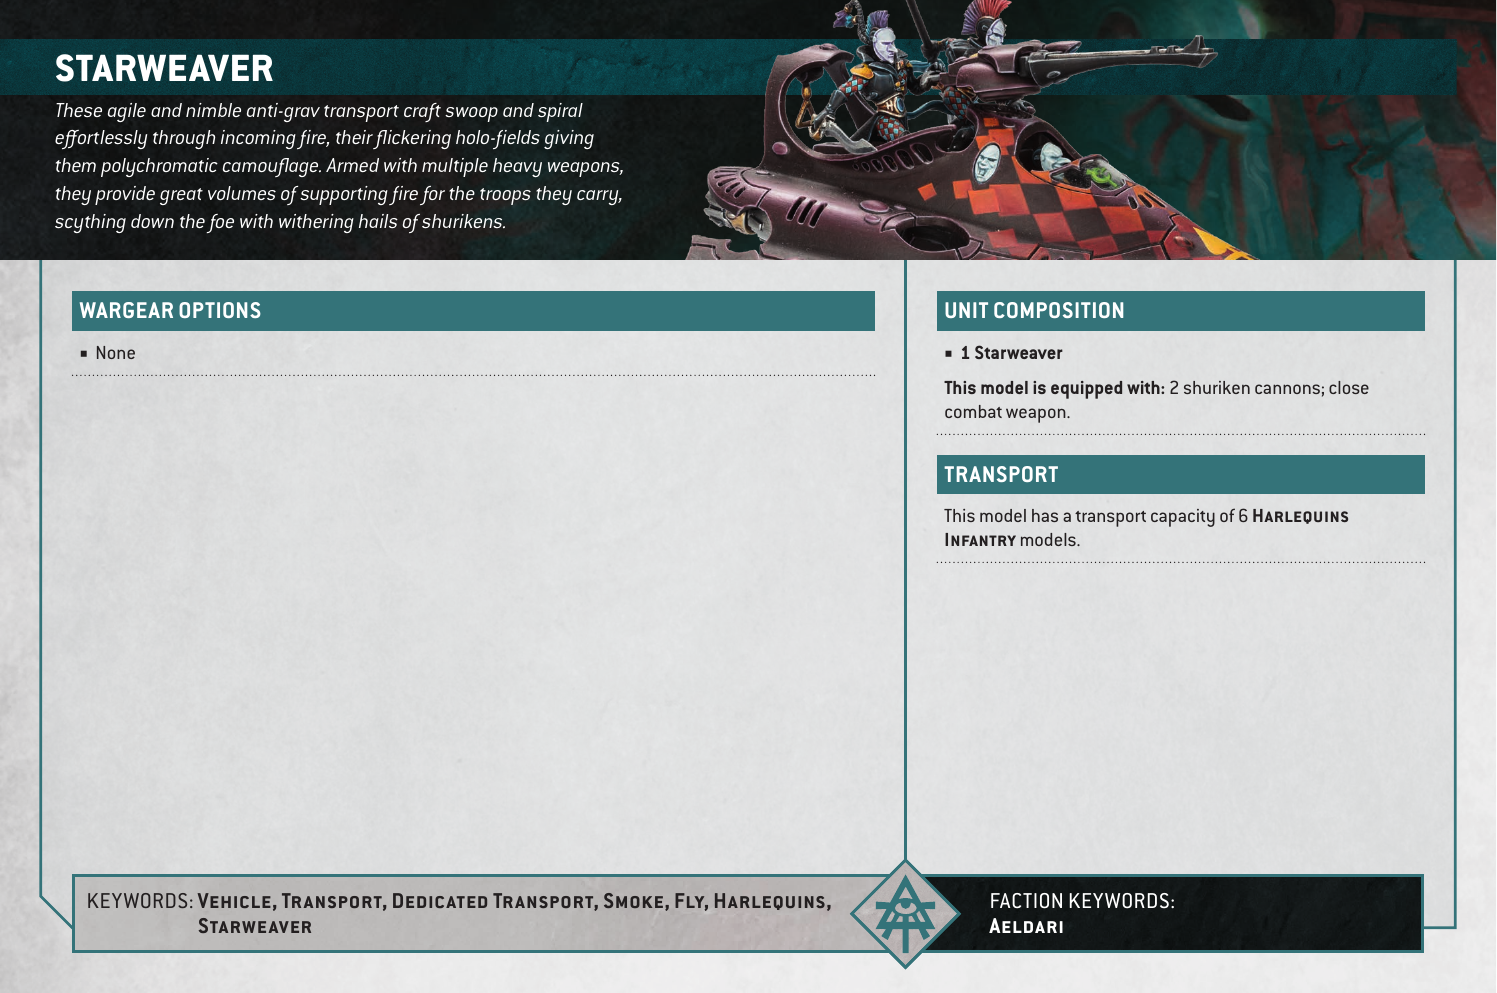 STARWEAVER
These agile and nimble anti-grav transport craft swoop and spiral
effortlessly through incoming fire, their flickering holo-fields giving
them polychromatic camouflage. Armed with multiple heavy weapons,
they provide great volumes of supporting fire for the troops they carry,
scything down the foe with withering hails of shurikens.
WARGEAR OPTIONS
■ None
UNIT COMPOSITION
■ 1 Starweaver
This model is equipped with: 2 shuriken cannons; close
combat weapon.
TRANSPORT
This model has a transport capacity of 6 HARLEQUINS
INFANTRY models.
KEYWORDS: VEHICLE, TRANSPORT, DEDICATED TRANSPORT, SMOKE, FLY, HARLEQUINS,
STARWEAVER
FACTION KEYWORDS:
AELDARI